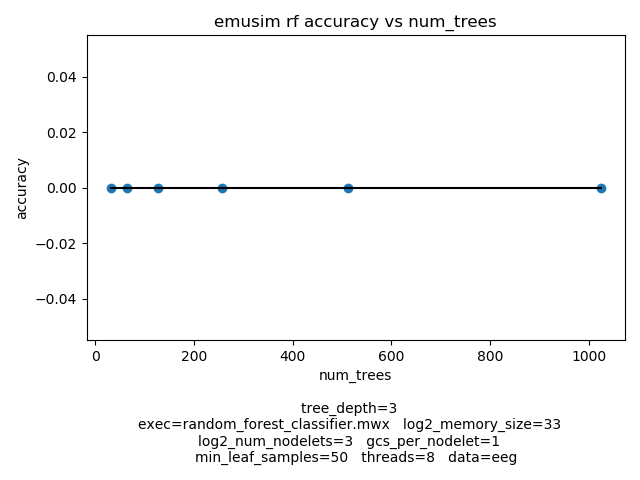 emusim rf accuracy vs num_trees
0.04
0.02
0.00
−0.02
−0.04
accuracy
0 200 400 600 800 1000
num_trees
tree_depth=3
exec=random_forest_classifier.mwx log2_memory_size=33
log2_num_nodelets=3 gcs_per_nodelet=1
min_leaf_samples=50 threads=8 data=eeg